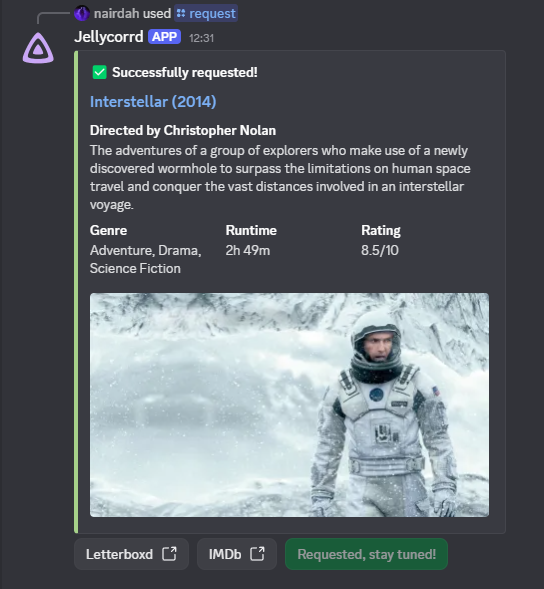 nairdah used request
Jellycorrd APP 12:31
Successfully requested!
Interstellar (2014)
Directed by Christopher Nolan
The adventures of a group of explorers who make use of a newly
discovered wormhole to surpass the limitations on human space
travel and conquer the vast distances involved in an interstellar
voyage.
Genre Runtime Rating
Adventure, Drama, 2h 49m 8.5/10
Science Fiction
Letterboxd IMDb Requested, stay tuned!